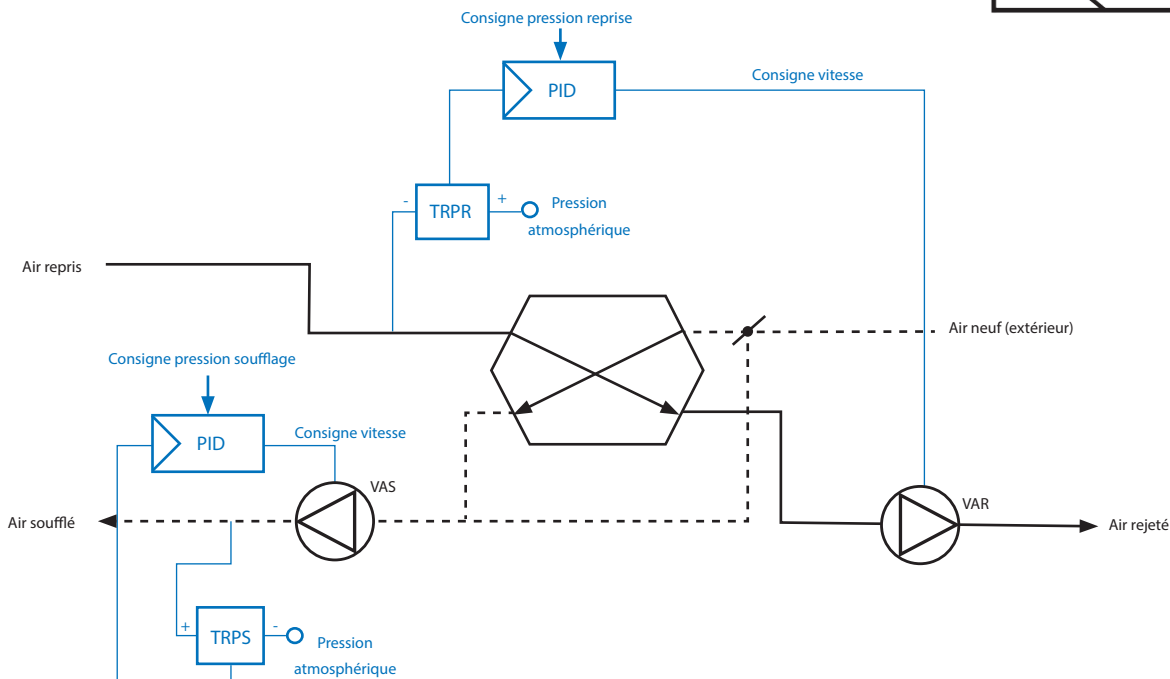 Consigne pression reprise
PID
Consigne vitesse
-
TRPR
+
Pression
atmosphérique
Air repris
Air neuf (extérieur)
Consigne pression soufflage
PID
Consigne vitesse
VAS
Air soufflé
VAR
Air rejeté
+
TRPS
-
Pression
atmosphérique